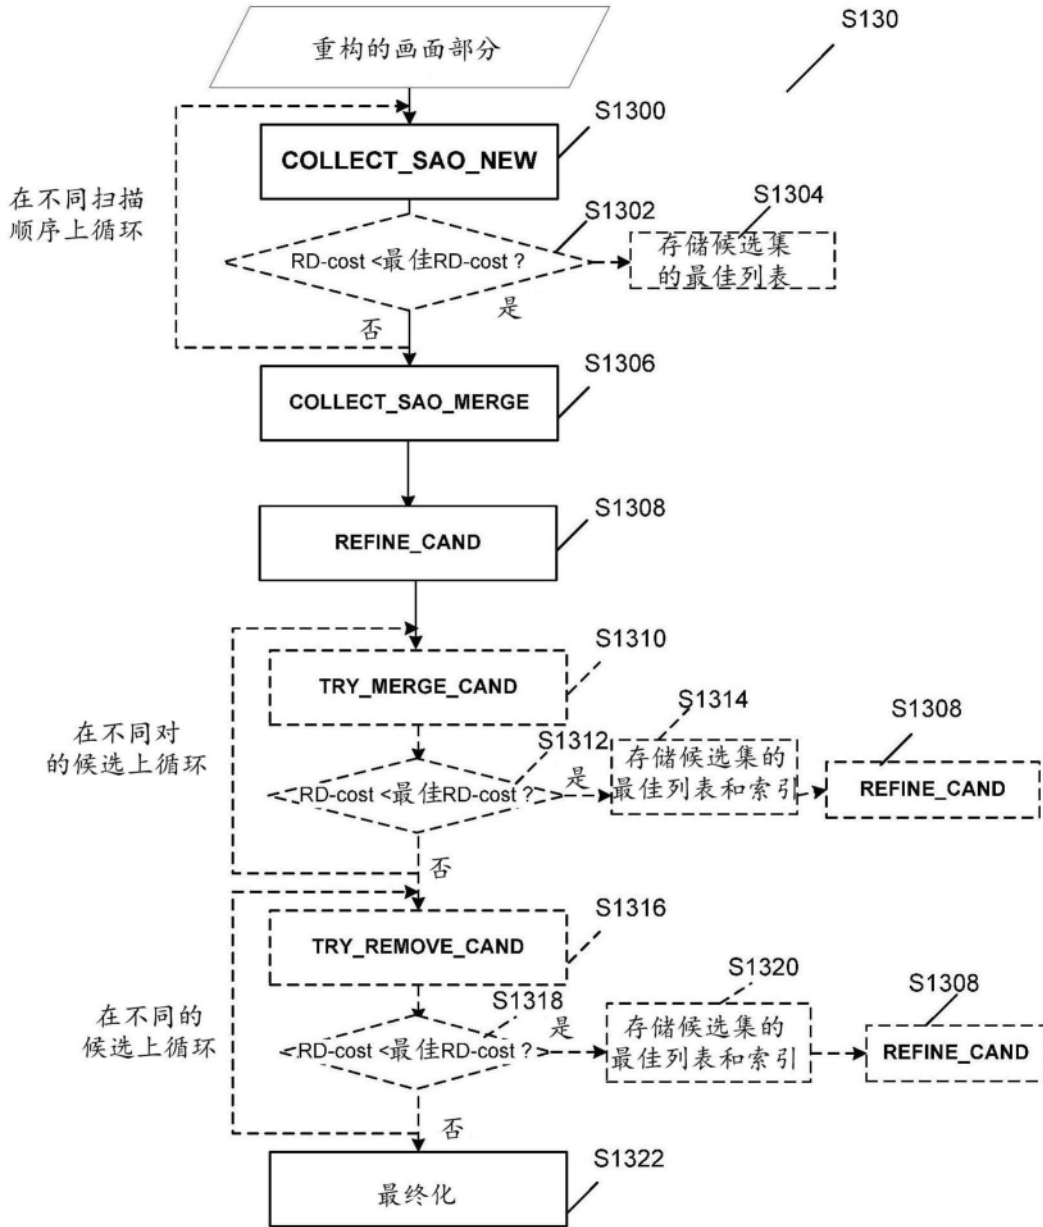 S130
重构的画面部分
S1300
COLLECT_SAO_NEW
在不同扫描
顺序上循环
S1302
S1304
RD-cost <最佳RD-cost ?
存储候选集
的最佳列表
是
否
S1306
COLLECT_SAO_MERGE
S1308
REFINE_CAND
S1310
TRY_MERGE_CAND
S1314
S1308
在不同对
的候选上循环
S1312
RD-cost <最佳RD-cost ?
是
存储候选集的
最佳列表和索引
REFINE_CAND
否
S1316
TRY_REMOVE_CAND
S1320
S1308
在不同的
候选上循环
S1318
RD-cost <最佳RD-cost ?
是
存储候选集的
最佳列表和索引
REFINE_CAND
否
S1322
最终化